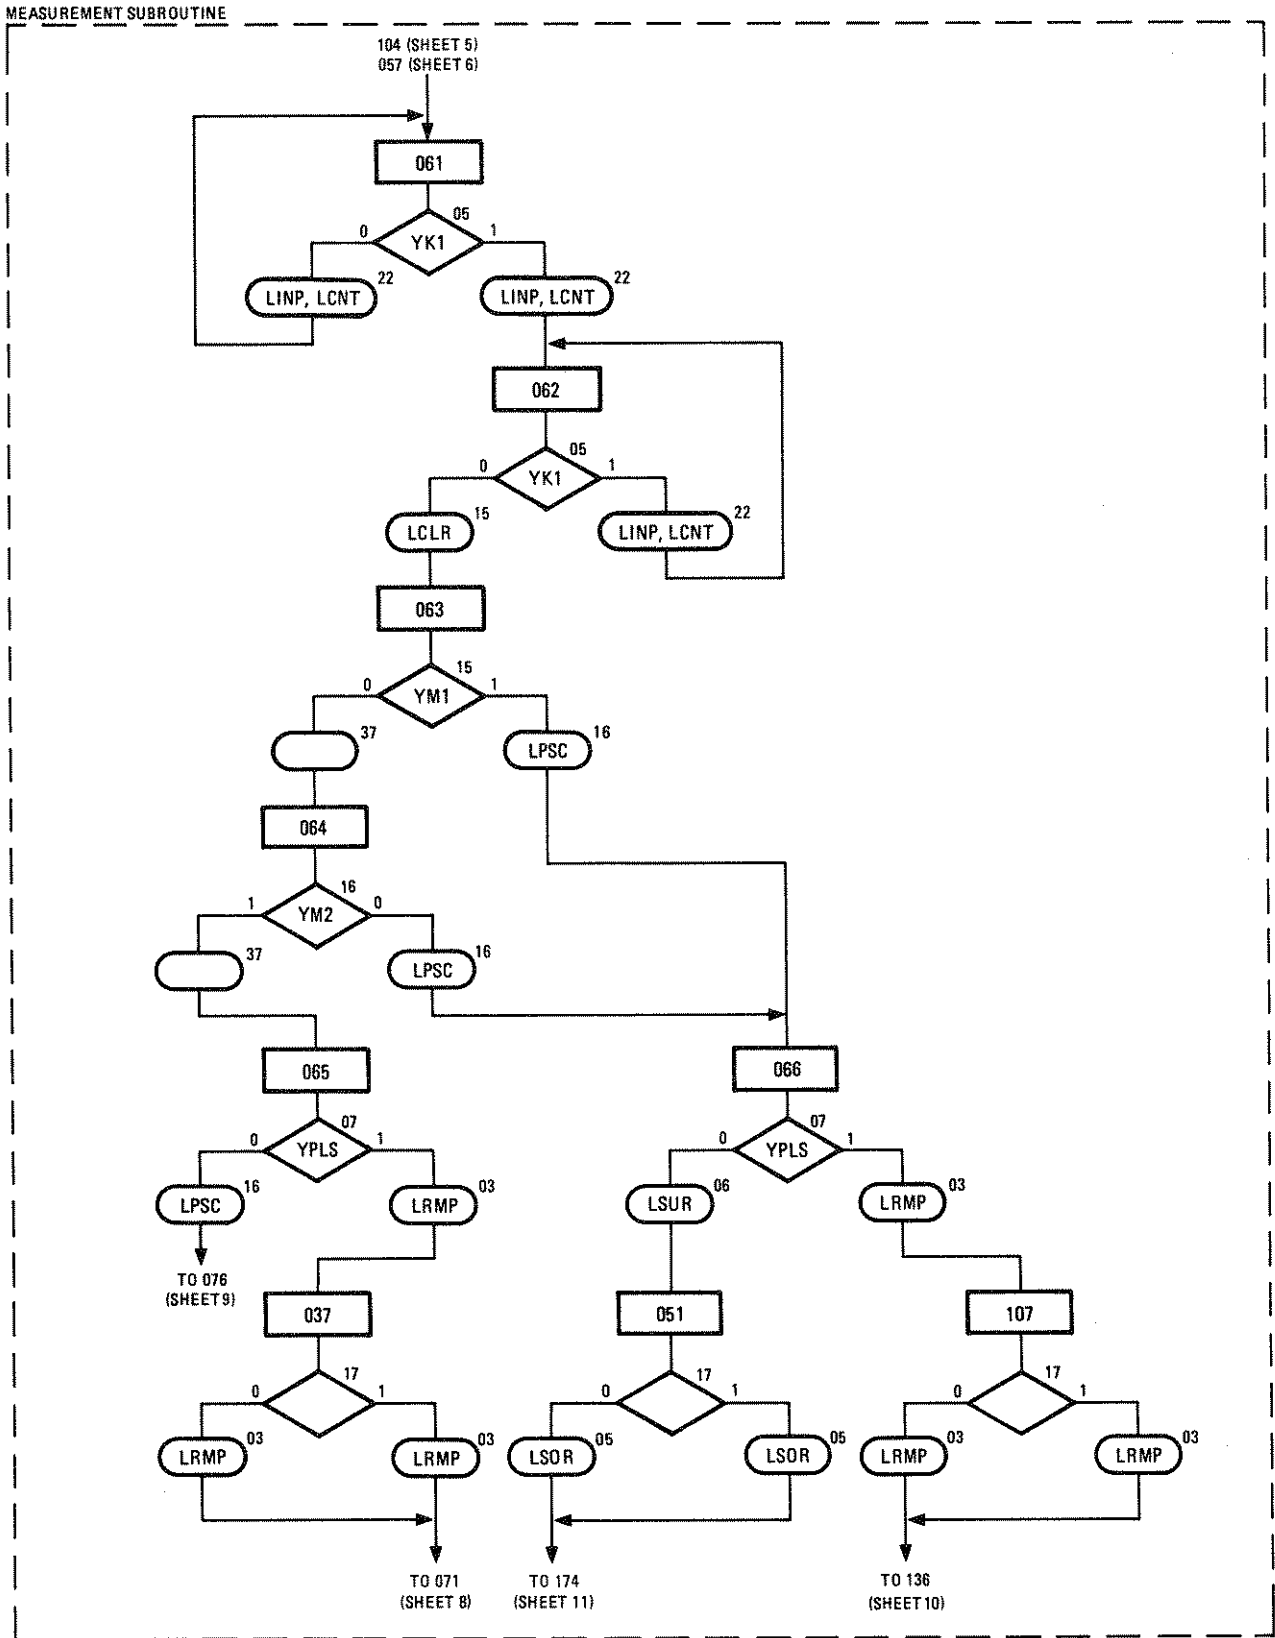 MEASUREMENT SUBROUTINE
104 (SHEET 5)
057 (SHEET 6)
061
05
0
YK1
1
22
LINP, LCNT
22
LINP, LCNT
062
05
0
YK1
1
15
LCLR
22
LINP, LCNT
063
15
0
YM1
1
37
16
LPSC
064
16
1
YM2
0
37
16
LPSC
065
066
07
0
YPLS
1
07
0
YPLS
1
16
LPSC
03
LRMP
06
LSUR
03
LRMP
TO 076
(SHEET 9)
037
051
107
17
0
1
17
0
1
17
0
1
03
LRMP
03
LRMP
05
LSOR
05
LSOR
03
LRMP
03
LRMP
TO 071
(SHEET 8)
TO 174
(SHEET 11)
TO 136
(SHEET 10)